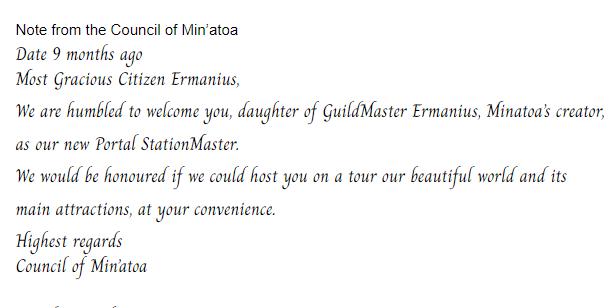 Note from the Council of Min'atoa
Date 9 months ago
Most Gracious Citizen Ermanius,
We are humbled to welcome you, daughter of GuildMaster Ermanius, Minatoa's creator,
as our new Portal StationMaster.
We would be honoured if we could host you on a tour our beautiful world and its
main attractions, at your convenience.
Highest regards
Council of Min'atoa